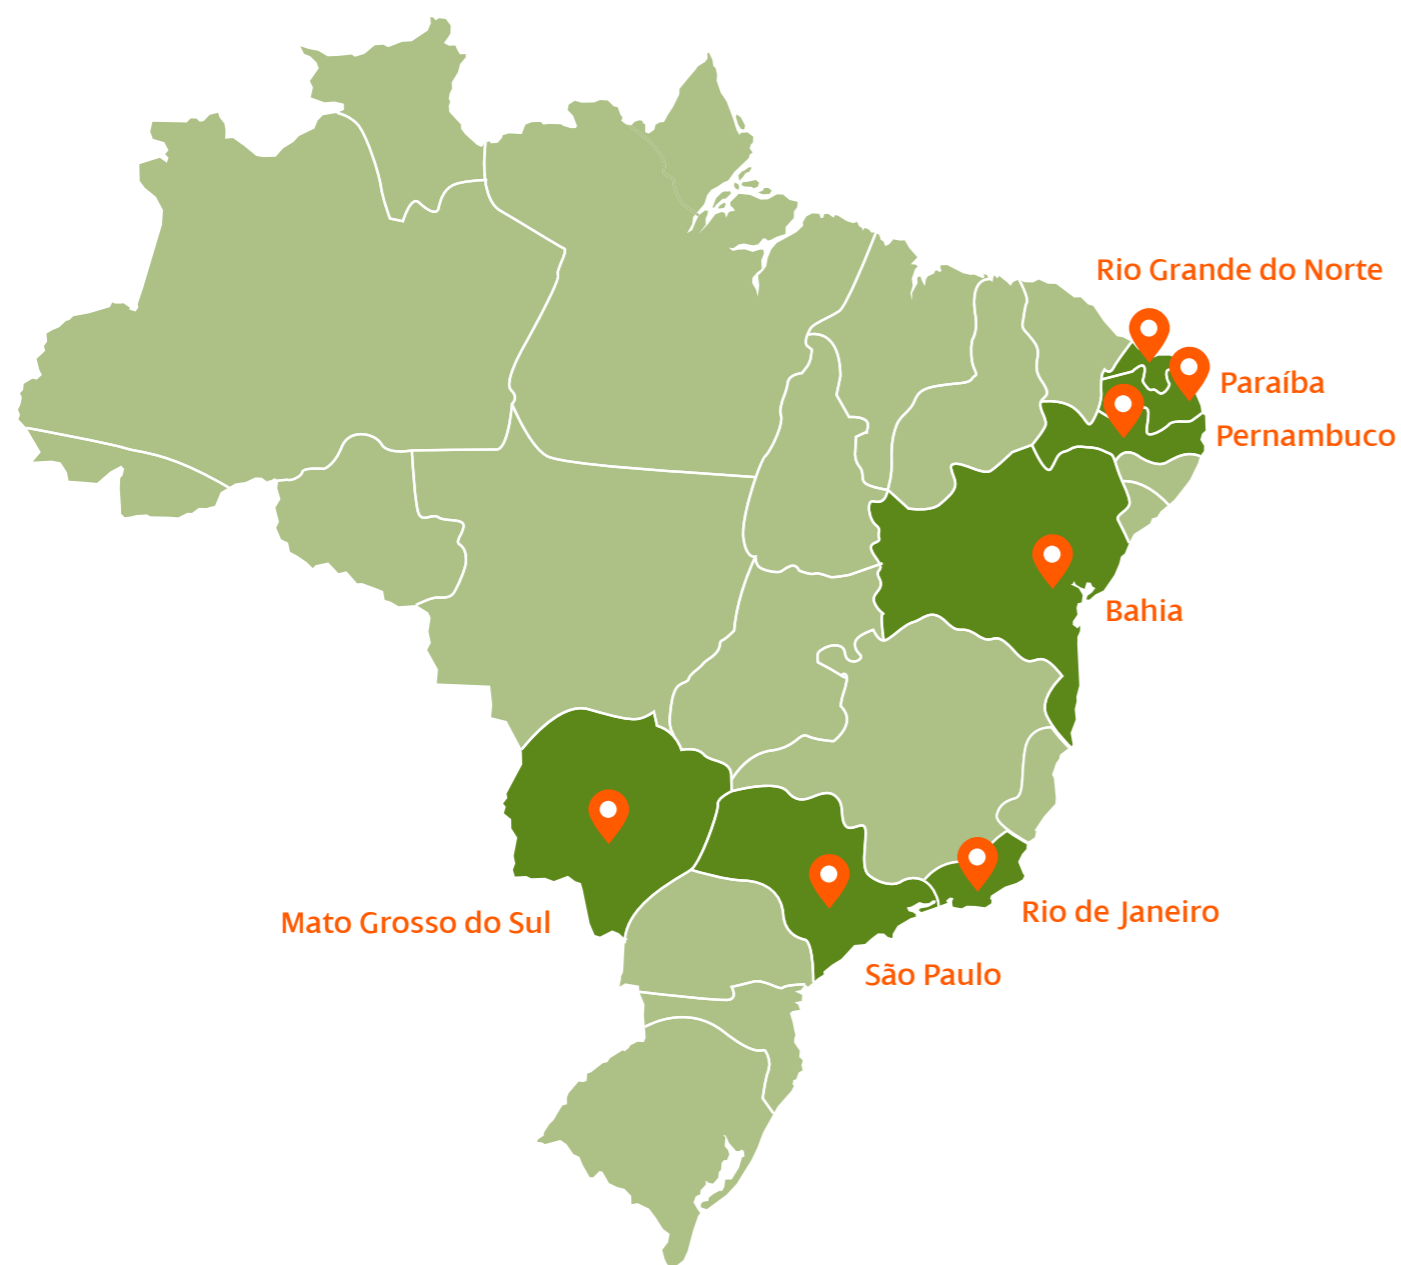 Rio Grande do Norte
Paraíba
Pernambuco
Bahia
Rio de Janeiro
Mato Grosso do Sul
São Paulo